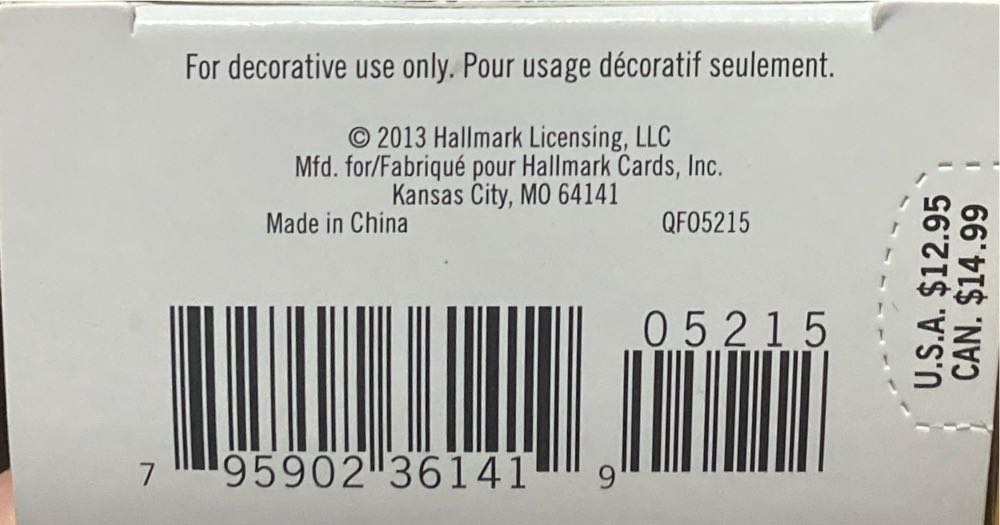 For decorative use only. Pour usage décoratif seulement.
© 2013 Hallmark Licensing, LLC
Mfd. for/Fabriqué pour Hallmark Cards, Inc.
Kansas City, MO 64141
Made in China QFO5215
U.S.A. $12.95
CAN. $14.99
05215
7 95902 36141 9